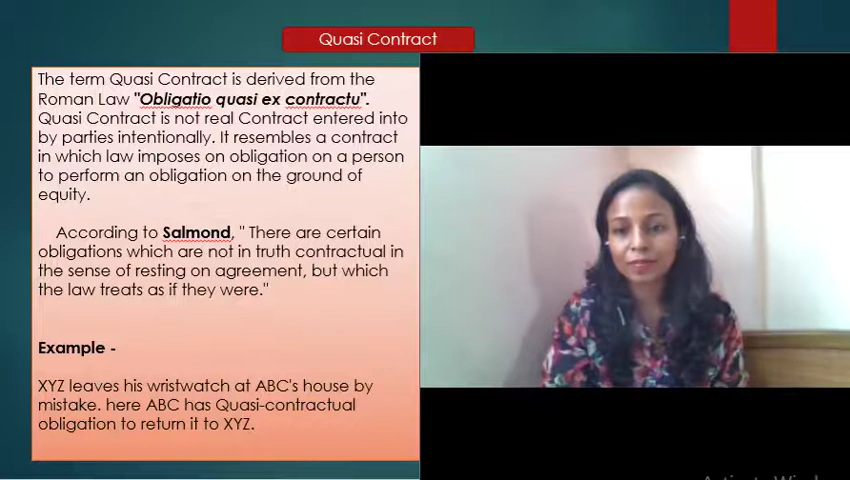 Quasi Contract
The term Quasi Contract is derived from the
Roman Law "Obligatio quasi ex contractu".
Quasi Contract is not real Contract entered into
by parties intentionally. It resembles a contract
in which law imposes on obligation on a person
to perform an obligation on the ground of
equity.
According to Salmond, " There are certain
obligations which are not in truth contractual in
the sense of resting on agreement, but which
the law treats as if they were."
Example -
XYZ leaves his wristwatch at ABC's house by
mistake. here ABC has Quasi-contractual
obligation to return it to XYZ.